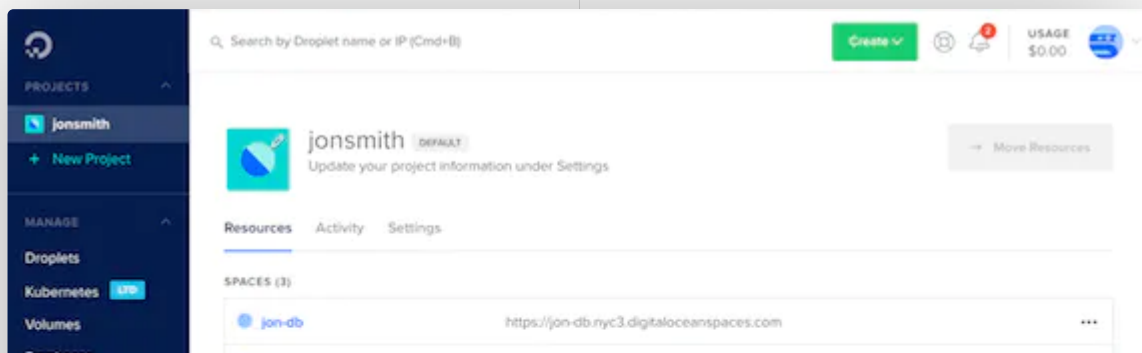 Search by Droplet name or IP (Cmd+B)
Create
2
USAGE
$0.00
PROJECTS
jonsmith
+ New Project
MANAGE
Droplets
Kubernetes LTD
Volumes
jonsmith DEFAULT
Update your project information under Settings
→ Move Resources
Resources Activity Settings
SPACES (3)
jon-db https://jon-db.nyc3.digitaloceanspaces.com ...